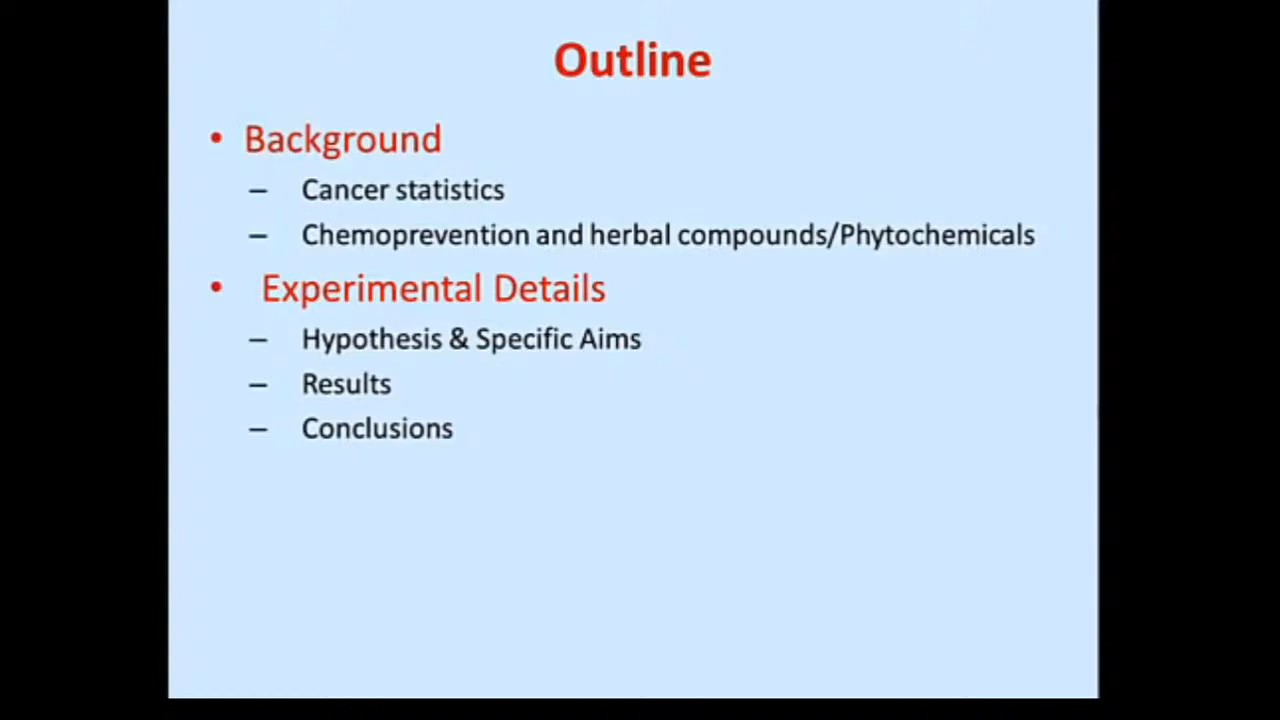 Outline
• Background
– Cancer statistics
– Chemoprevention and herbal compounds/Phytochemicals
• Experimental Details
– Hypothesis & Specific Aims
– Results
– Conclusions